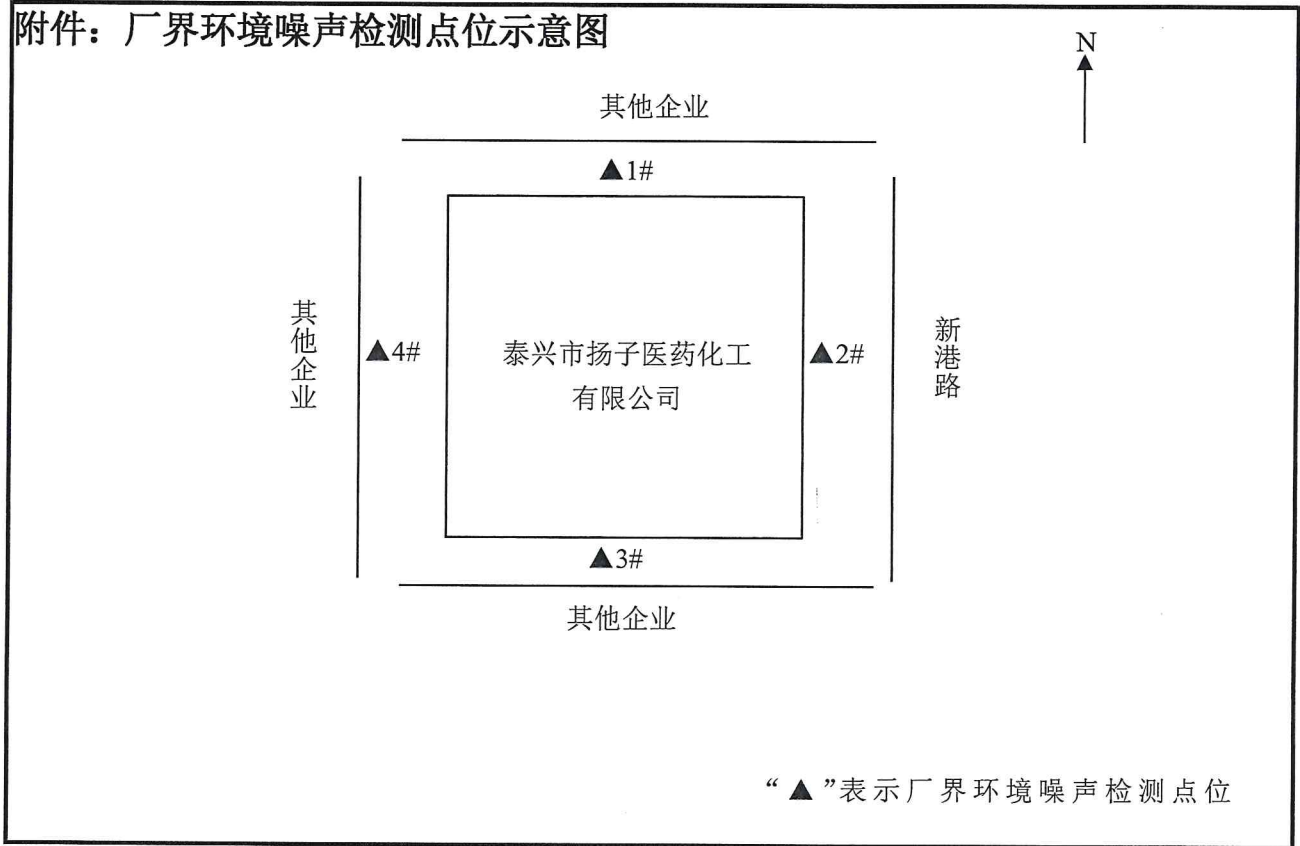 附件：厂界环境噪声检测点位示意图
N
其他企业
▲1#
其他企业
▲4#
泰兴市扬子医药化工
有限公司
▲2#
新港路
▲3#
其他企业
“▲”表示厂界环境噪声检测点位